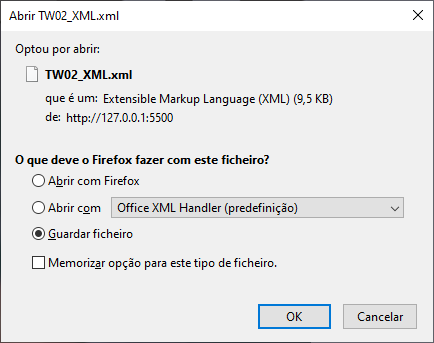 Abrir TW02_XML.xml
Optou por abrir:
TW02_XML.xml
que é um: Extensible Markup Language (XML) (9,5 KB)
de: http://127.0.0.1:5500
O que deve o Firefox fazer com este ficheiro?
Abrir com Firefox
Abrir com Office XML Handler (predefinição)
Guardar ficheiro
Memorizar opção para este tipo de ficheiro.
OK Cancelar